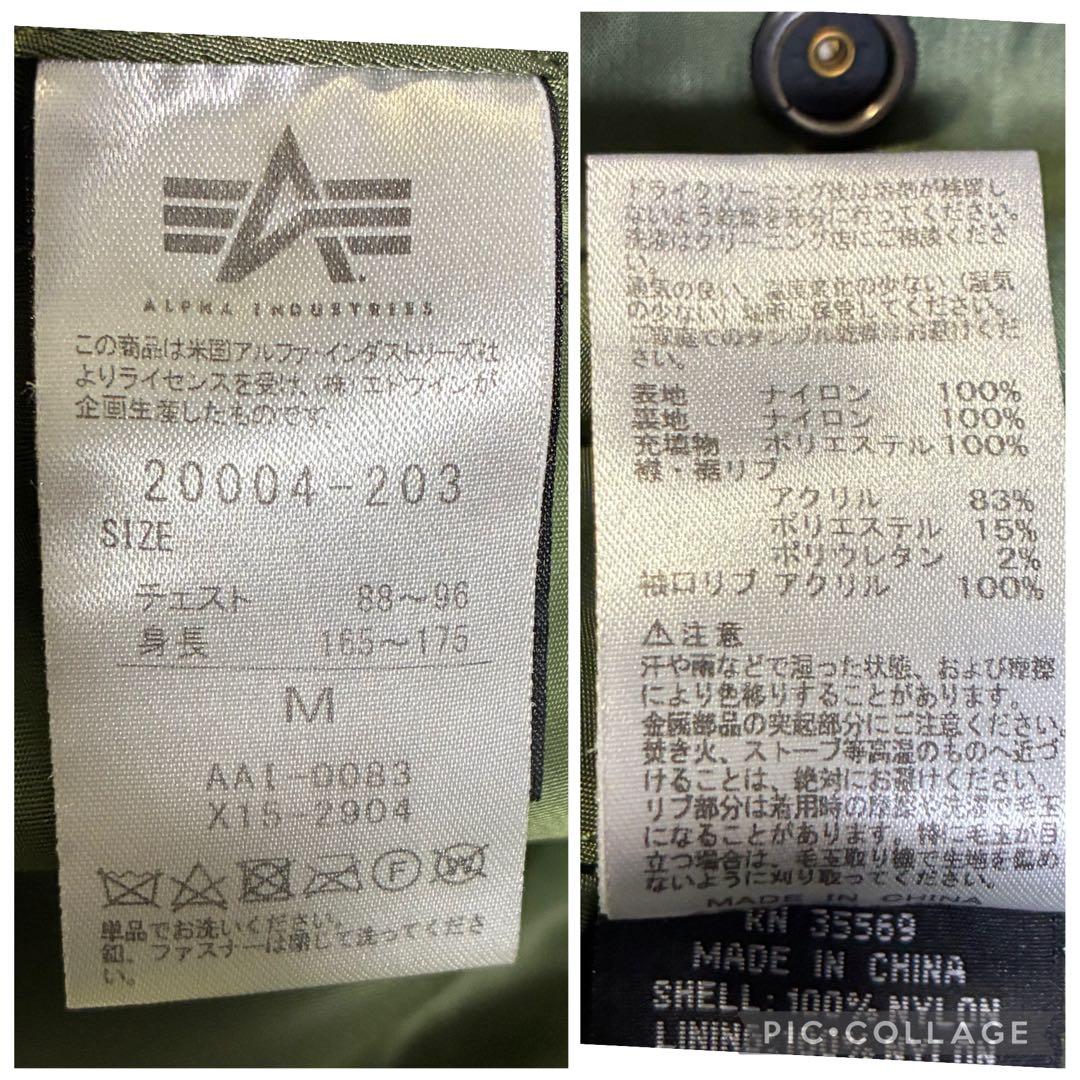 ALPHA INDUSTRIES
この商品は米国アルファ・インダストリーズ社
よりライセンスを受け、(株)エドウインが
企画生産したものです。
20004-203
SIZE
チェスト 88~96
身長 165~175
M
AAI-0083
X15-2904
F
単品でお洗いください。
釦、ファスナーは閉じて洗ってくださ
い。
ドライクリーニング後は溶剤が残留し
ないよう乾燥を充分に行ってください。
洗濯はクリーニング店にご相談くださ
い。
通気の良い、温度変化の少ない(湿気
の少ない)場所に保管してください。
ご家庭でのタンブル乾燥はお避けくだ
さい。
表地 ナイロン 100%
裏地 ナイロン 100%
充填物 ポリエステル 100%
襟・裾リブ
アクリル 83%
ポリエステル 15%
ポリウレタン 2%
袖口リブ アクリル 100%
⚠注意
汗や雨などで湿った状態、および摩擦
により色移りすることがあります。
金属部品の突起部分にご注意ください。
焚き火、ストーブ等高温のものへ近づ
けることは、絶対にお避けください。
リブ部分は着用時の摩擦や洗濯で毛玉
になることがあります。特に毛玉が目
立つ場合は、毛玉取り機で生地を傷め
ないように刈り取ってください。
MADE IN CHINA
RN 35569
MADE IN CHINA
SHELL: 100% NYLON
PIC•COLLAGE